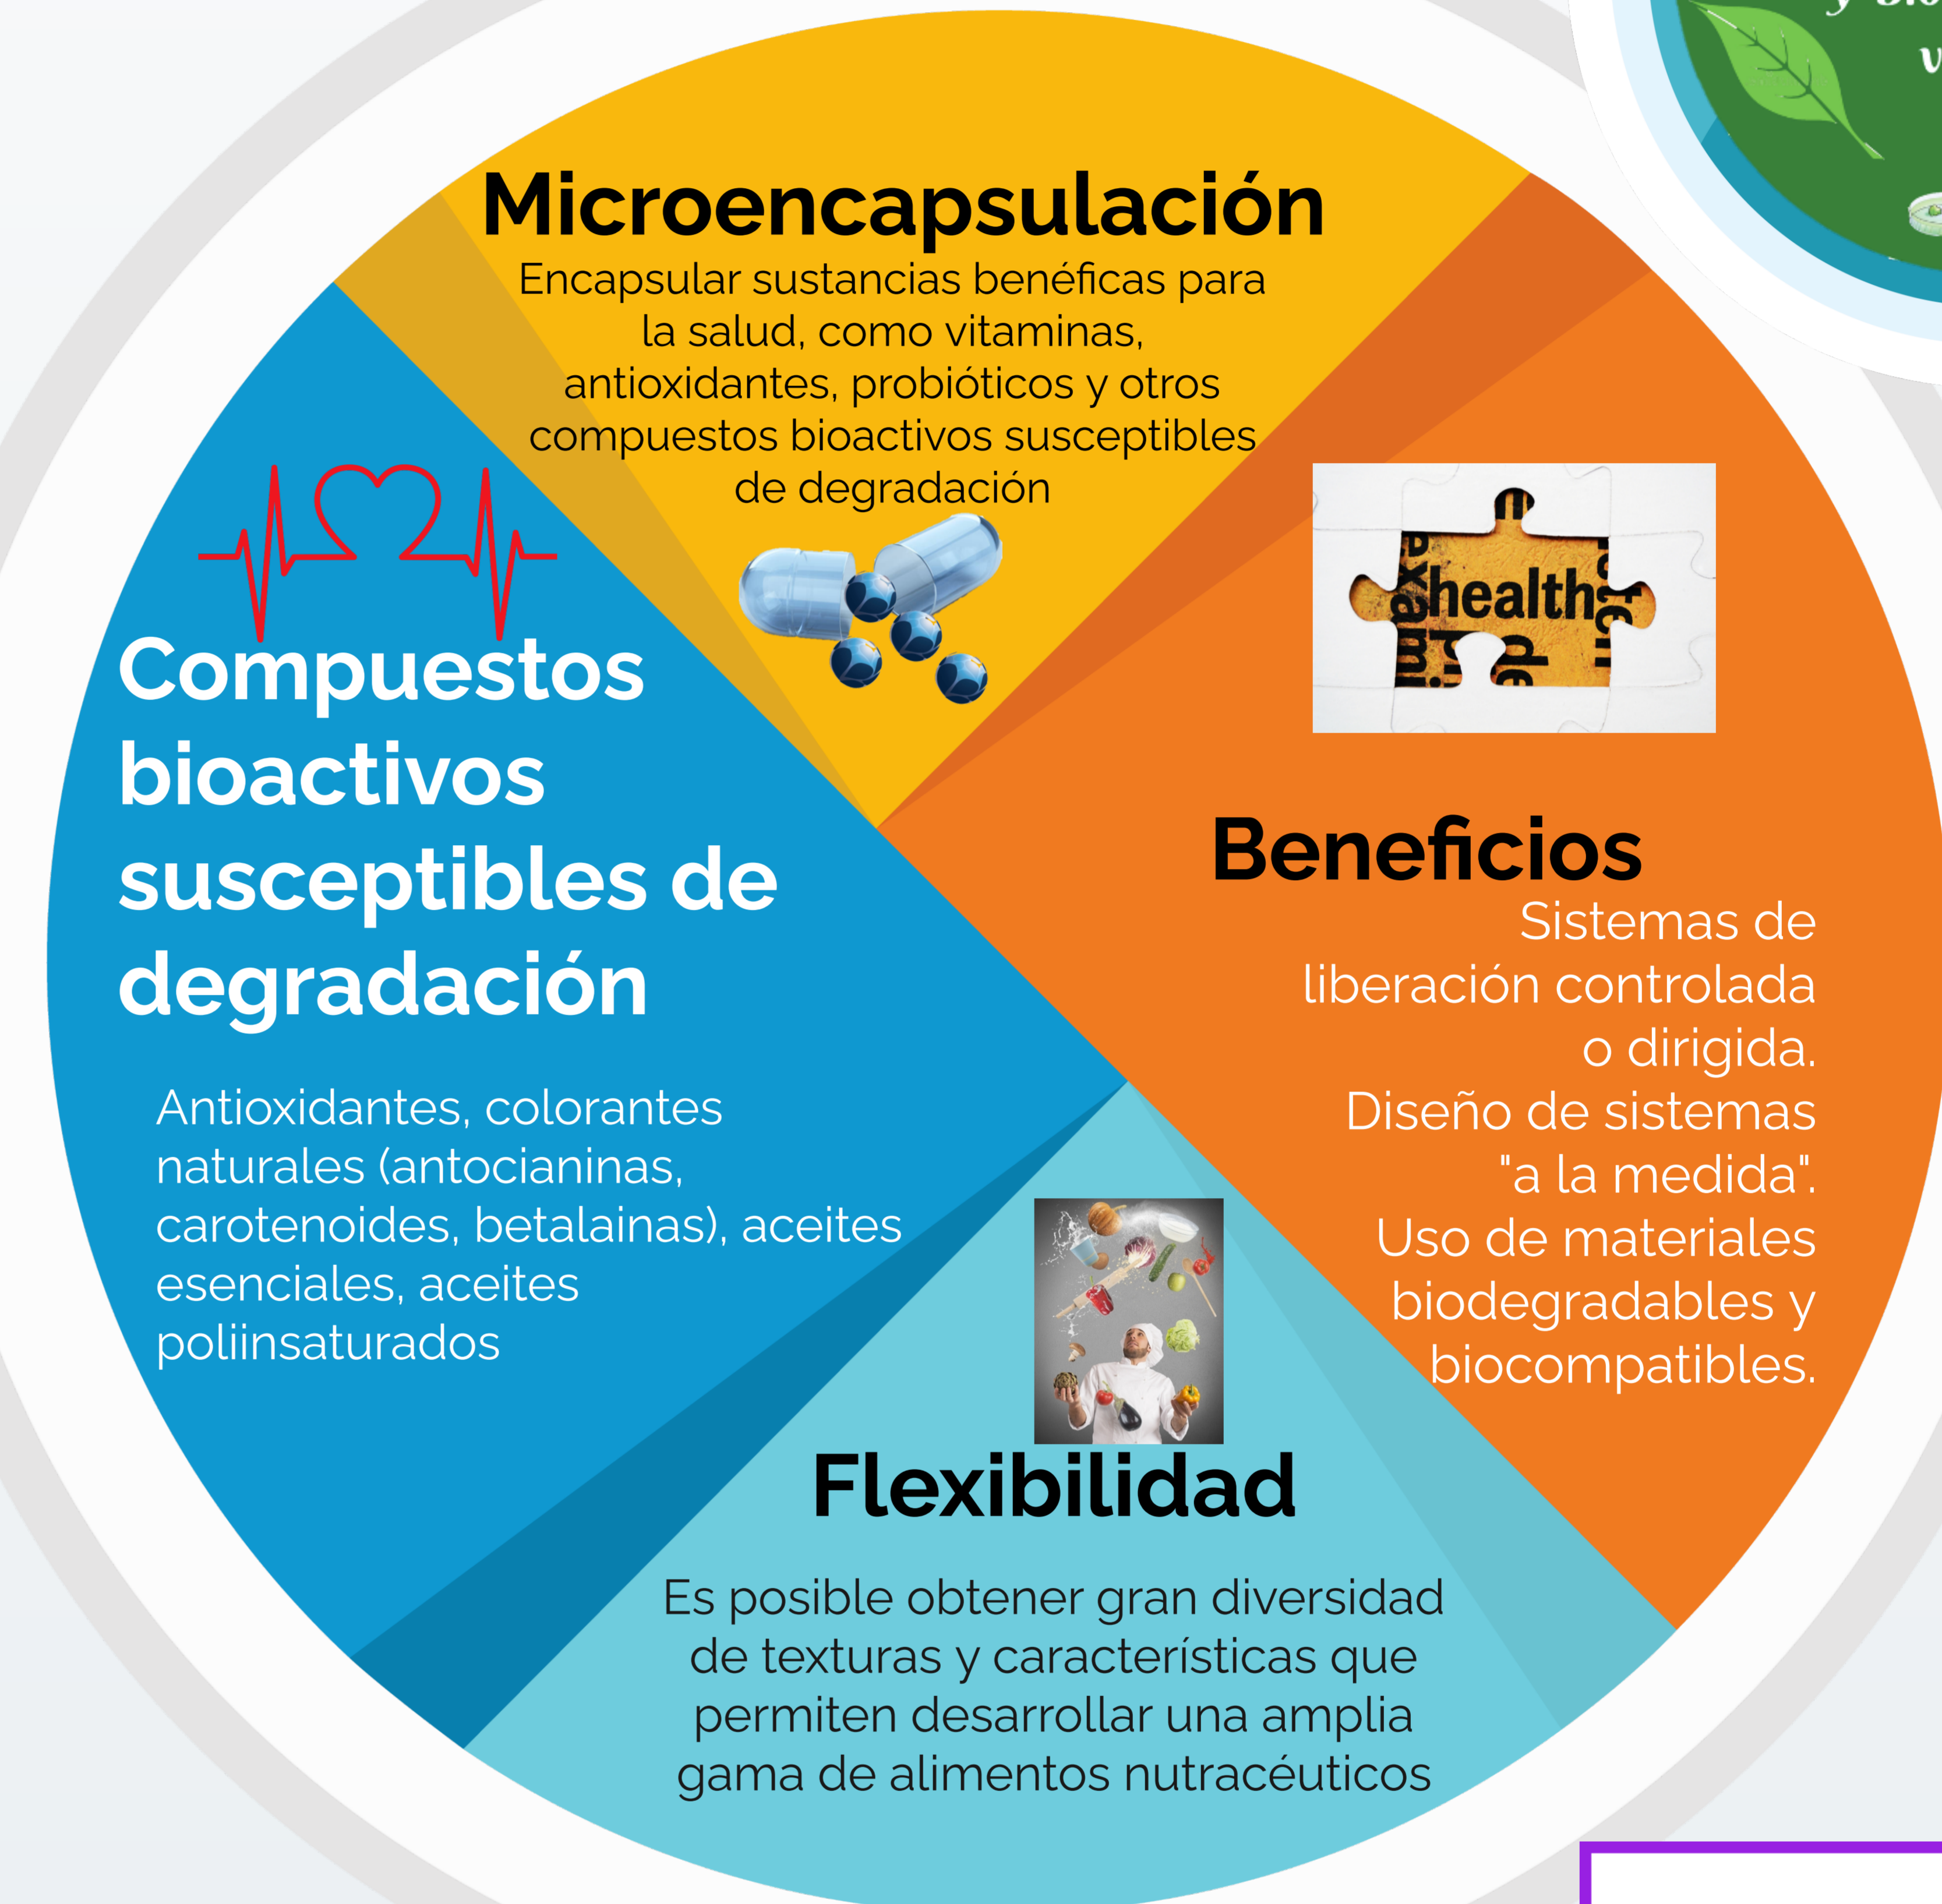 Microencapsulación
Encapsular sustancias benéficas para
la salud, como vitaminas,
antioxidantes, probióticos y otros
compuestos bioactivos susceptibles
de degradación
health
Compuestos
bioactivos
susceptibles de
degradación
Antioxidantes, colorantes
naturales (antocianinas,
carotenoides, betalainas), aceites
esenciales, aceites
poliinsaturados
Beneficios
Sistemas de
liberación controlada
o dirigida.
Diseño de sistemas
"a la medida".
Uso de materiales
biodegradables y
biocompatibles.
Flexibilidad
Es posible obtener gran diversidad
de texturas y características que
permiten desarrollar una amplia
gama de alimentos nutracéuticos